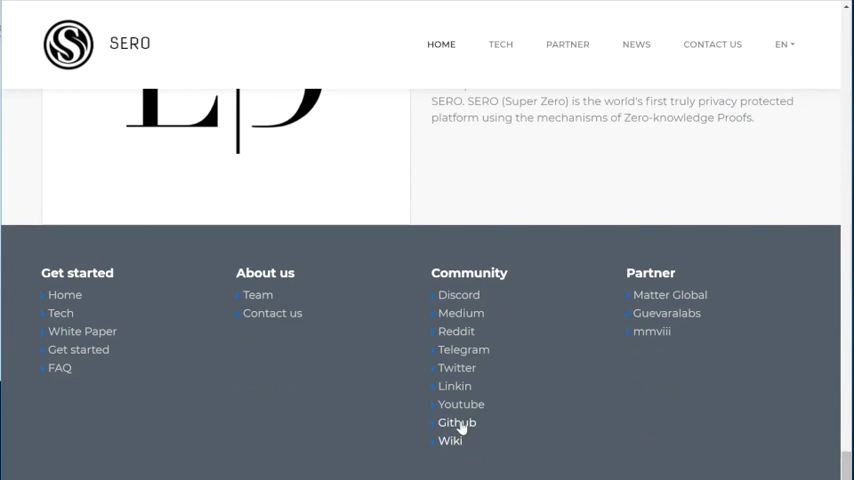 SERO
HOME TECH PARTNER NEWS CONTACT US EN
SERO. SERO (Super Zero) is the world's first truly privacy protected
platform using the mechanisms of Zero-knowledge Proofs.
Get started
Home
Tech
White Paper
Get started
FAQ
About us
Team
Contact us
Community
Discord
Medium
Reddit
Telegram
Twitter
Linkin
Youtube
Github
Wiki
Partner
Matter Global
Guevaralabs
mmviii